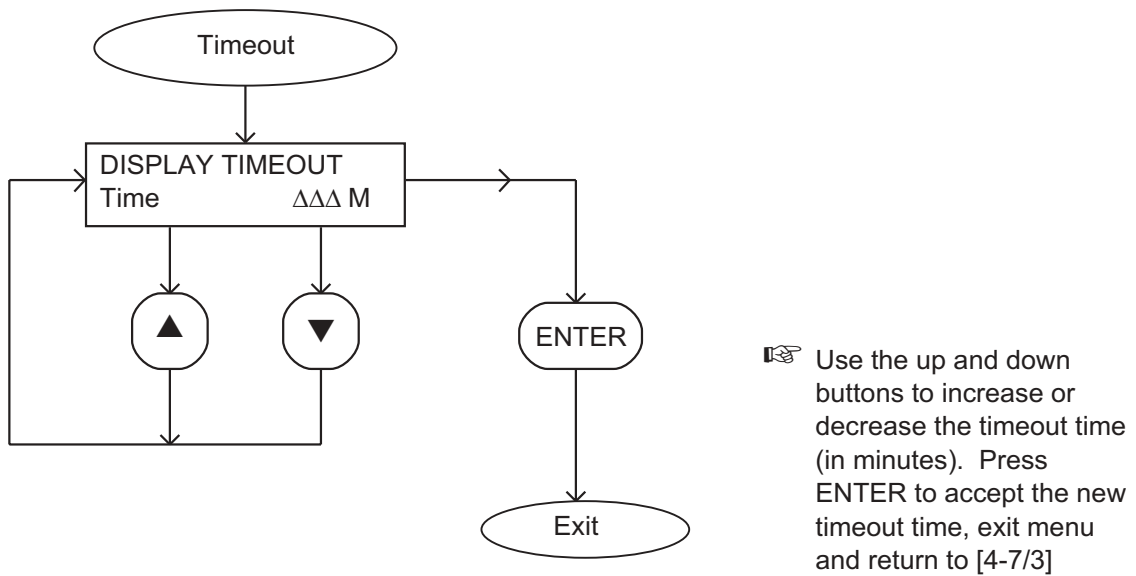 Timeout
DISPLAY TIMEOUT
Time ΔΔΔ M
▲ ▼
ENTER
Exit
☞ Use the up and down
buttons to increase or
decrease the timeout time
(in minutes). Press
ENTER to accept the new
timeout time, exit menu
and return to [4-7/3]